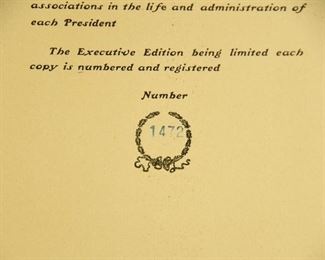 associations in the life and administration of
each President
The Executive Edition being limited each
copy is numbered and registered
Number
1472